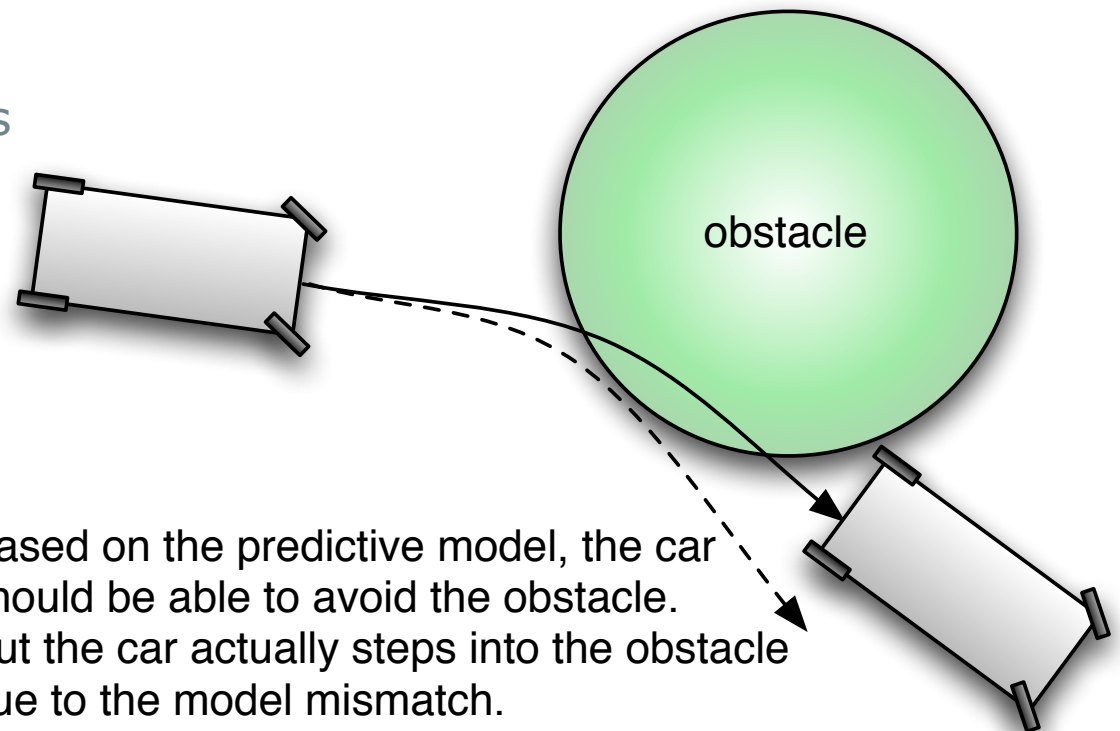 s
obstacle
ased on the predictive model, the car
hould be able to avoid the obstacle.
ut the car actually steps into the obstacle
ue to the model mismatch.